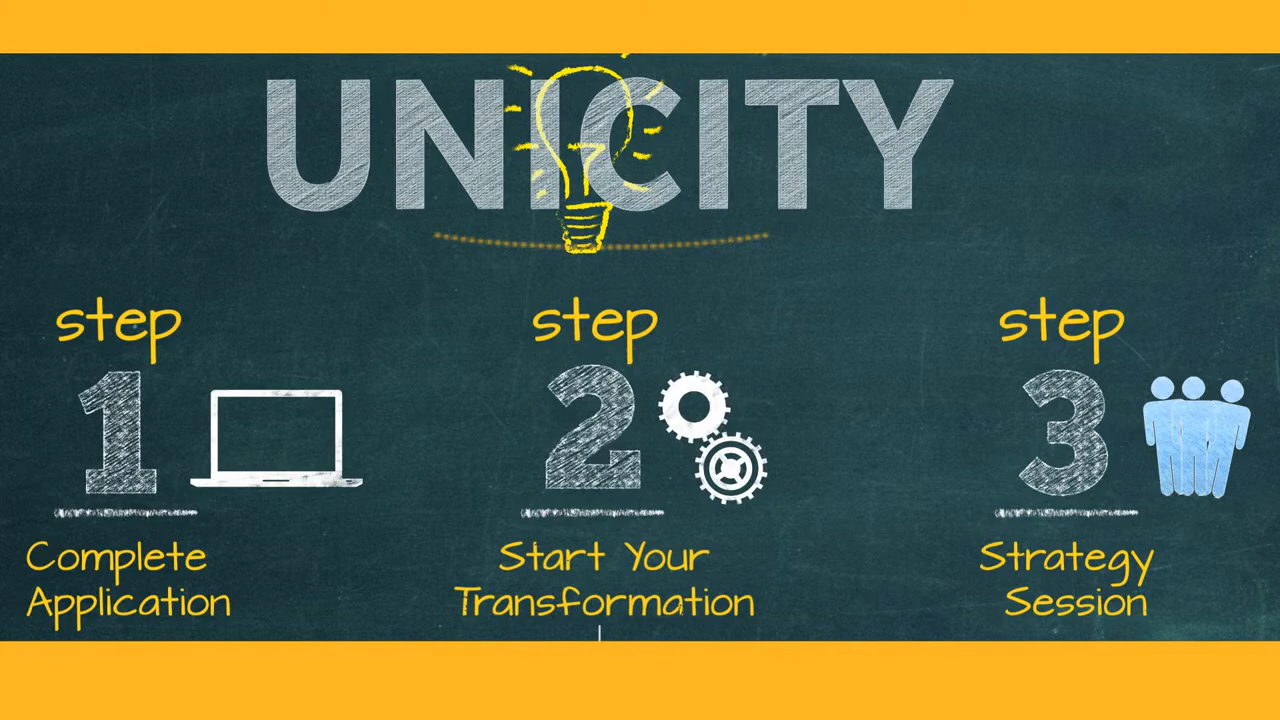 UNICITY
step
1
Complete
Application
step
2
Start Your
Transformation
step
3
Strategy
Session